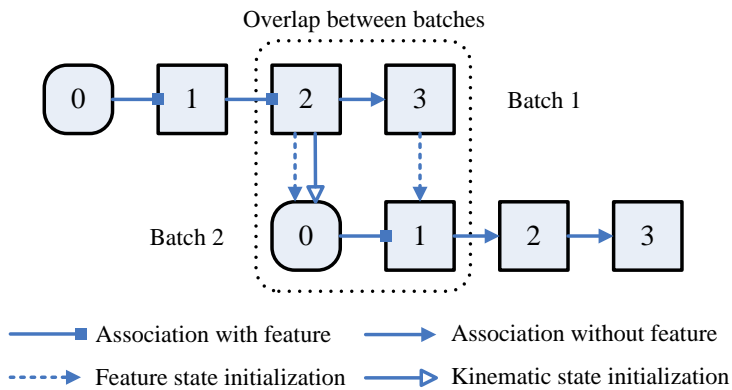 Overlap between batches
0 1 2 3 Batch 1
Batch 2 0 1 2 3
Association with feature Association without feature
Feature state initialization Kinematic state initialization